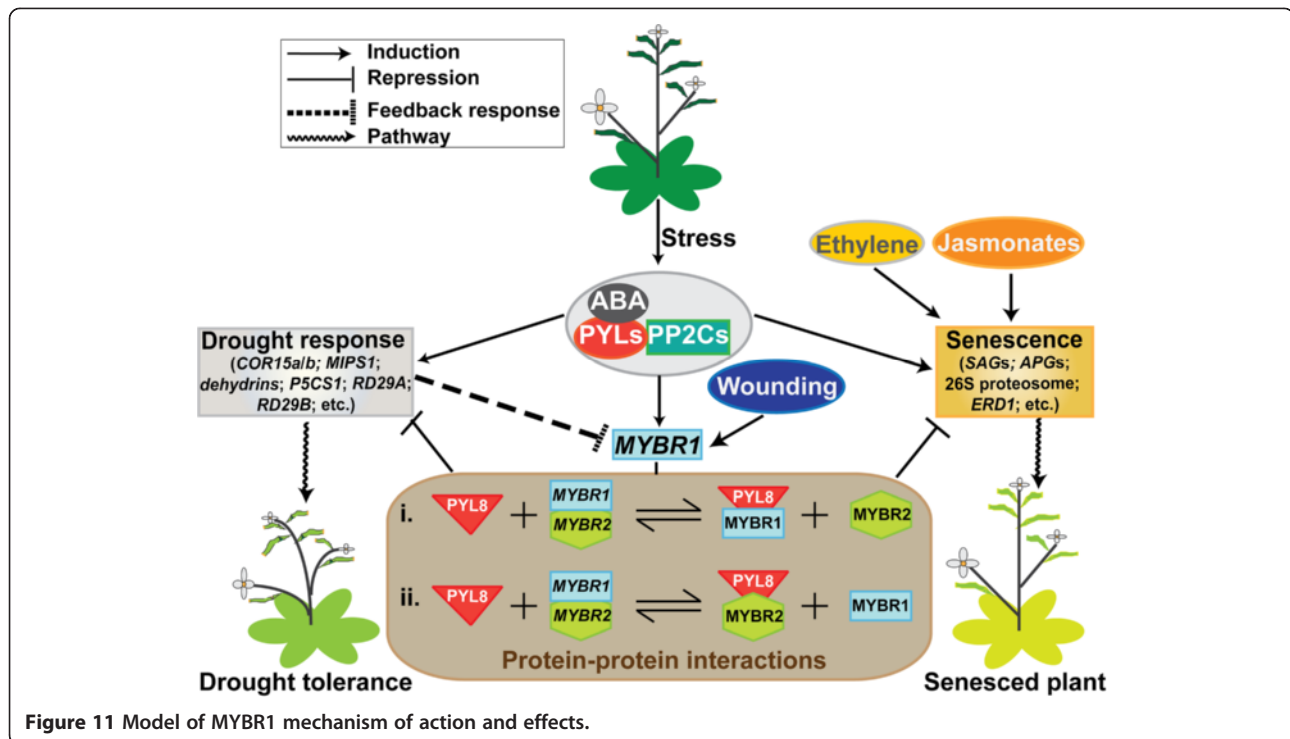 Induction
Repression
Feedback response
Pathway
Stress
Ethylene
Jasmonates
ABA
PYLs PP2Cs
Drought response
(COR15a/b; MIPS1;
dehydrins; P5CS1; RD29A;
RD29B; etc.)
Senescence
(SAGs; APGs;
26S proteosome;
ERD1; etc.)
Wounding
MYBR1
i. PYL8 + MYBR1 MYBR2 ⇌ PYL8 MYBR1 + MYBR2
ii. PYL8 + MYBR1 MYBR2 ⇌ PYL8 MYBR2 + MYBR1
Protein-protein interactions
Drought tolerance
Senesced plant
Figure 11 Model of MYBR1 mechanism of action and effects.